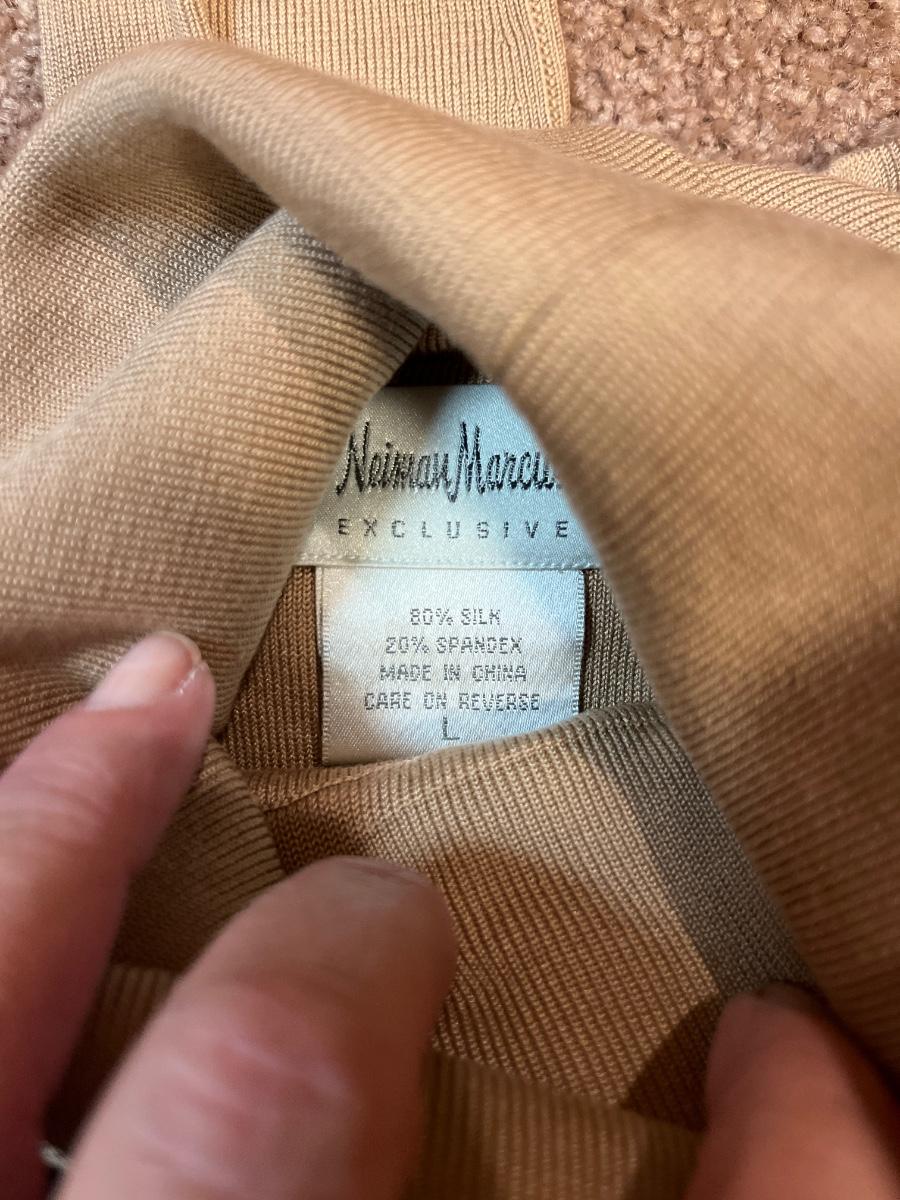 Neiman Marcu
EXCLUSIVE
80% SILK
20% SPANDEX
MADE IN CHINA
CARE ON REVERSE
L